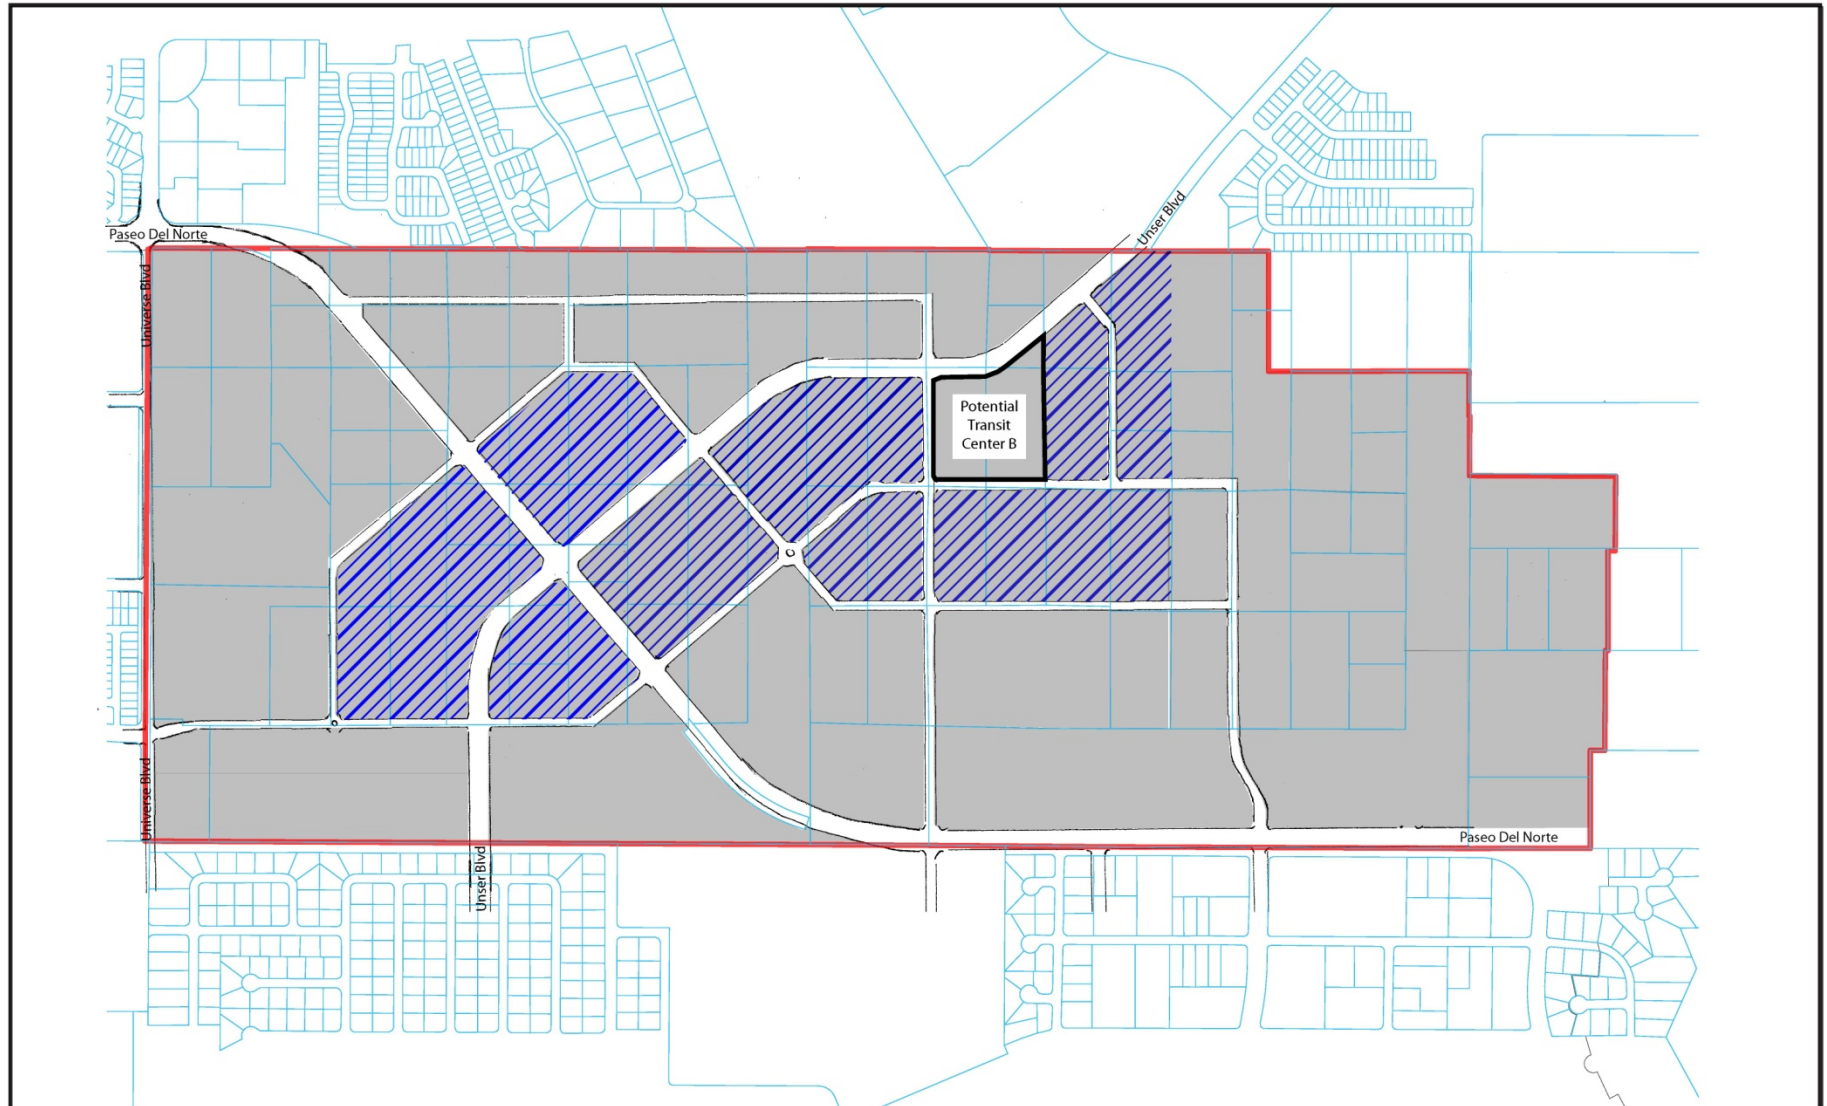 Unser Blvd
Paseo Del Norte
Universe Blvd
Potential
Transit
Center B
Universe Blvd
Paseo Del Norte
Unser Blvd